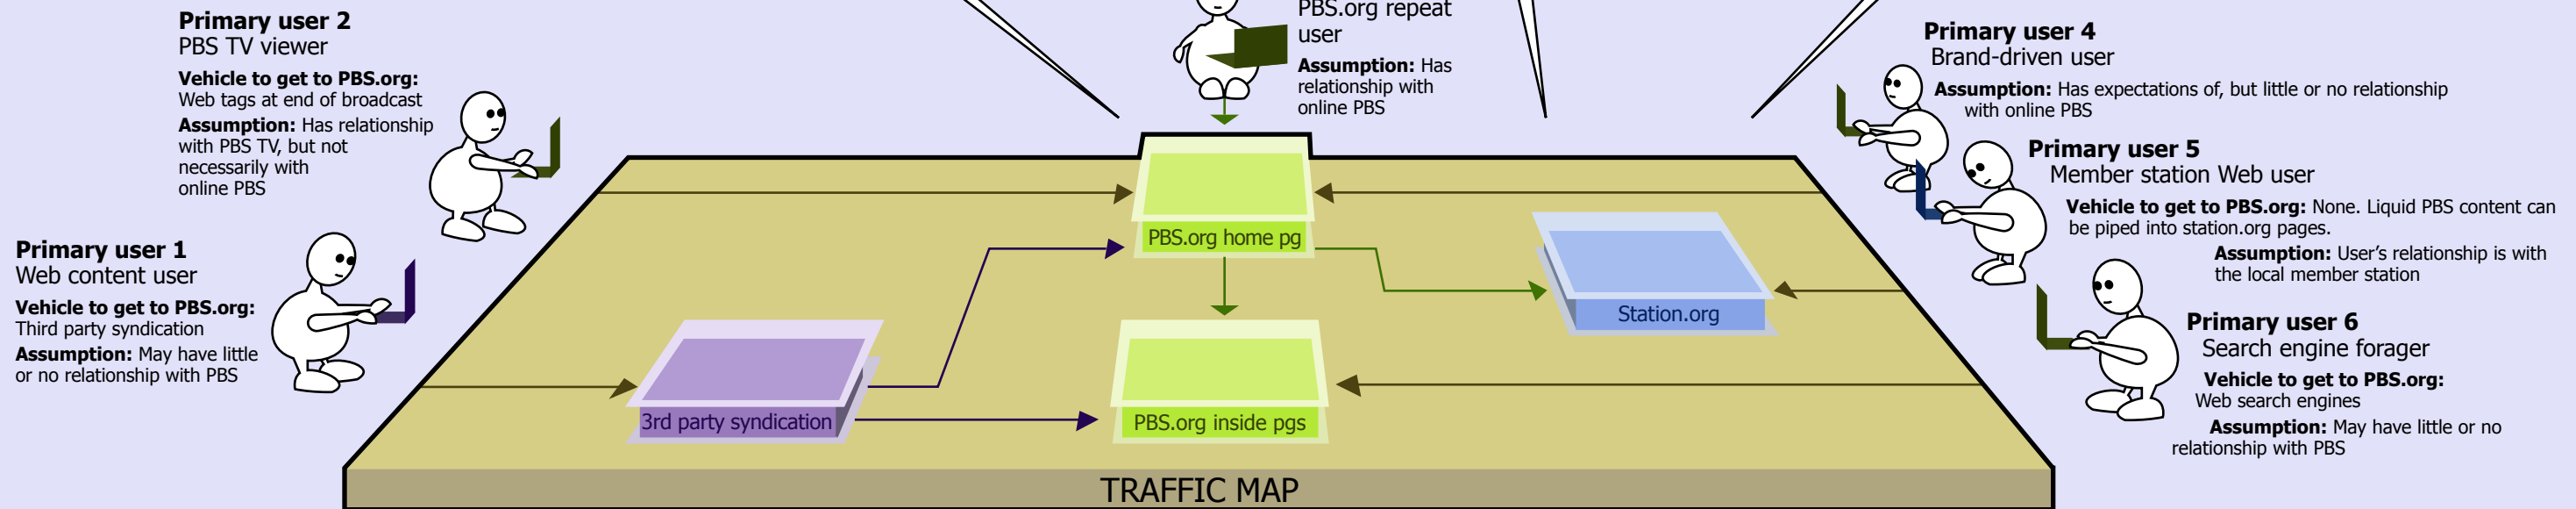 Primary user 2
PBS TV viewer
Vehicle to get to PBS.org:
Web tags at end of broadcast
Assumption: Has relationship
with PBS TV, but not
necessarily with
online PBS
Primary user 1
Web content user
Vehicle to get to PBS.org:
Third party syndication
Assumption: May have little
or no relationship with PBS
PBS.org repeat
user
Assumption: Has
relationship with
online PBS
Primary user 4
Brand-driven user
Assumption: Has expectations of, but little or no relationship
with online PBS
Primary user 5
Member station Web user
Vehicle to get to PBS.org: None. Liquid PBS content can
be piped into station.org pages.
Assumption: User’s relationship is with
the local member station
Primary user 6
Search engine forager
Vehicle to get to PBS.org:
Web search engines
Assumption: May have little or no
relationship with PBS
PBS.org home pg
Station.org
3rd party syndication
PBS.org inside pgs
TRAFFIC MAP